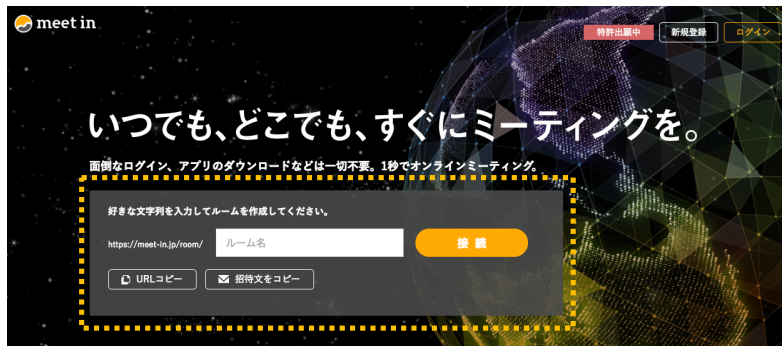 meet in
特許出願中 新規登録 ログイン
いつでも、どこでも、すぐにミーティングを。
面倒なログイン、アプリのダウンロードなどは一切不要。1秒でオンラインミーティング。
好きな文字列を入力してルームを作成してください。
https://meet-in.jp/room/ ルーム名 接 続
URLコピー 招待文をコピー